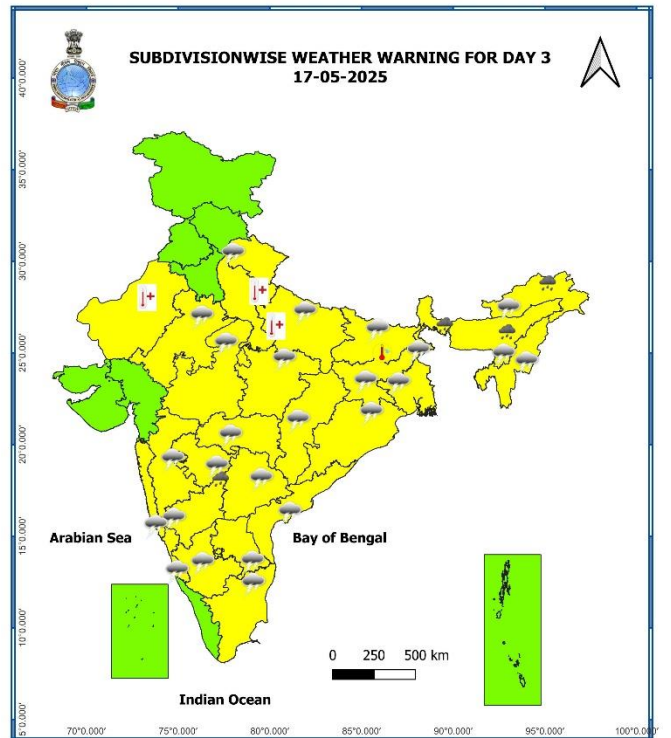 SUBDIVISIONWISE WEATHER WARNING FOR DAY 3
17-05-2025
40°0.000'
35°0.000'
30°0.000'
25°0.000'
20°0.000'
15°0.000'
10°0.000'
5°0.000'
Arabian Sea
Bay of Bengal
0 250 500 km
Indian Ocean
70°0.000' 75°0.000' 80°0.000' 85°0.000' 90°0.000' 95°0.000' 100°0.000'